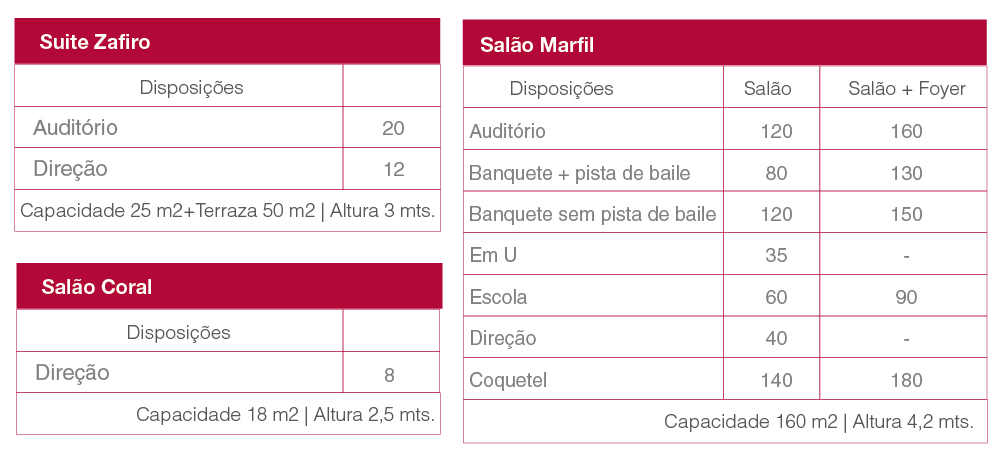 Suite Zafiro
Disposições
Auditório 20
Direção 12
Capacidade 25 m2+Terraza 50 m2 | Altura 3 mts.
Salão Coral
Disposições
Direção 8
Capacidade 18 m2 | Altura 2,5 mts.
Salão Marfil
Disposições Salão Salão + Foyer
Auditório 120 160
Banquete + pista de baile 80 130
Banquete sem pista de baile 120 150
Em U 35 -
Escola 60 90
Direção 40 -
Coquetel 140 180
Capacidade 160 m2 | Altura 4,2 mts.